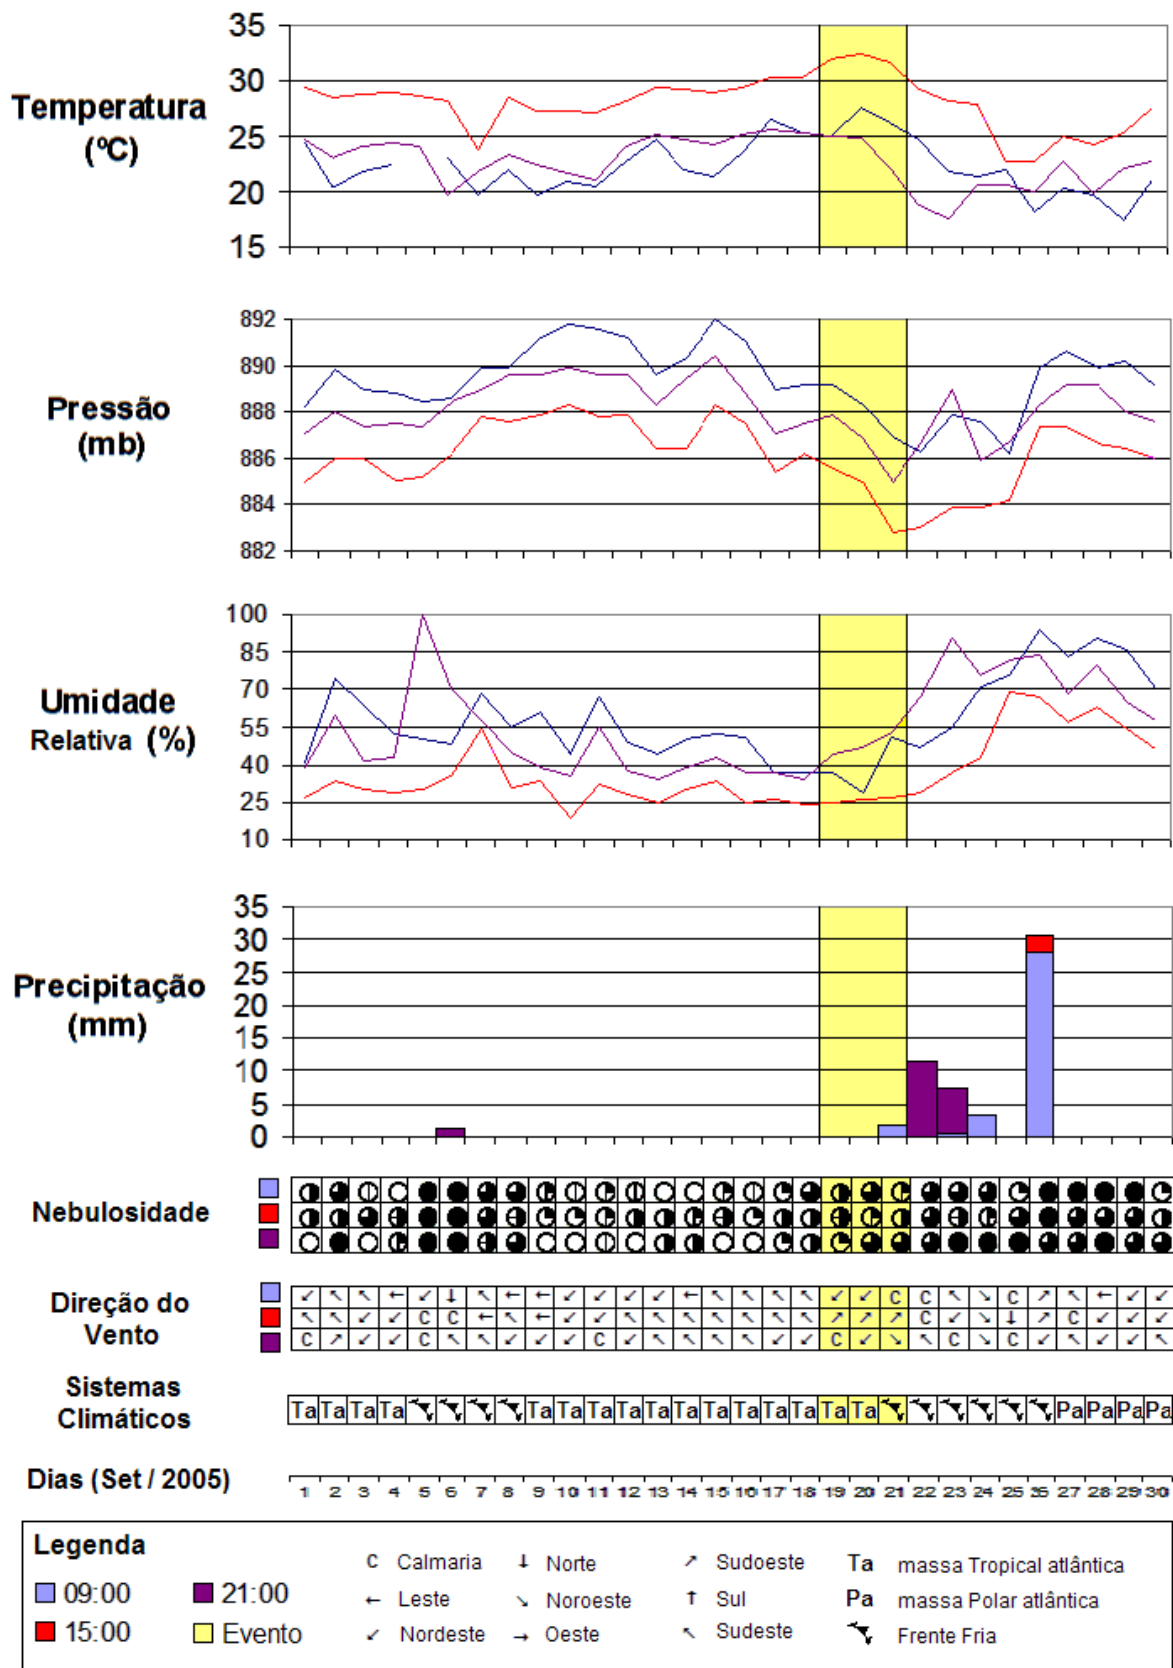 35
30
Temperatura
(ºC)
25
20
15
892
890
Pressão
(mb)
888
886
884
882
100
85
Umidade
Relativa (%)
70
55
40
25
10
35
30
25
Precipitação
(mm)
20
15
10
5
0
Nebulosidade
Direção do
Vento
C C C
C C C C
C C C C C C
Sistemas
Climáticos
Ta Ta Ta Ta Ta Ta Ta Ta Ta Ta Ta Ta Ta Ta Ta Ta Pa Pa Pa Pa
Dias (Set / 2005)
1 2 3 4 5 6 7 8 9 10 11 12 13 14 15 16 17 18 19 20 21 22 23 24 25 26 27 28 29 30
Legenda
09:00 21:00
15:00 Evento
C Calmaria Norte Sudoeste Ta massa Tropical atlântica
Leste Noroeste Sul Pa massa Polar atlântica
Nordeste Oeste Sudeste Frente Fria